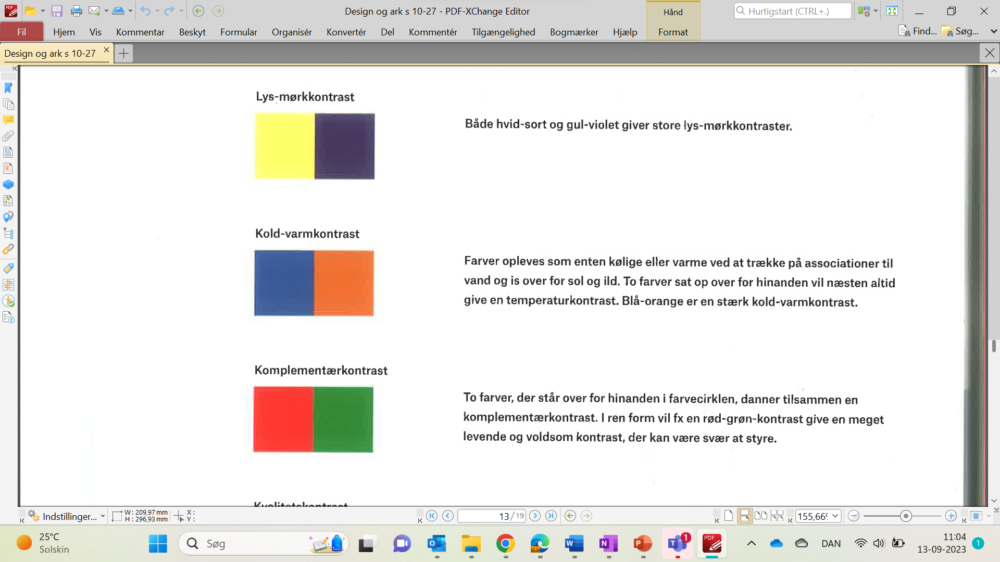 Design og ark s 10-27 - PDF-XChange Editor
Hånd
Hurtigstart (CTRL+.)
Fil
Hjem
Vis
Kommentar
Beskyt
Formular
Organisér
Konvertér
Del
Kommentér
Tilgængelighed
Bogmærker
Hjælp
Format
Find...
Søg...
Design og ark s 10-27
Lys-mørkkontrast
Både hvid-sort og gul-violet giver store lys-mørkkontraster.
Kold-varmkontrast
Farver opleves som enten kølige eller varme ved at trække på associationer til
vand og is over for sol og ild. To farver sat op over for hinanden vil næsten altid
give en temperaturkontrast. Blå-orange er en stærk kold-varmkontrast.
Komplementærkontrast
To farver, der står over for hinanden i farvecirklen, danner tilsammen en
komplementærkontrast. I ren form vil fx en rød-grøn-kontrast give en meget
levende og voldsom kontrast, der kan være svær at styre.
Kvalitetskontrast
Indstillinger...
W: 209,97 mm
H: 296,93 mm
X:
Y:
13 / 19
155,66%
25°C
Solskin
Søg
1
PDF
DAN
11:04
13-09-2023
1